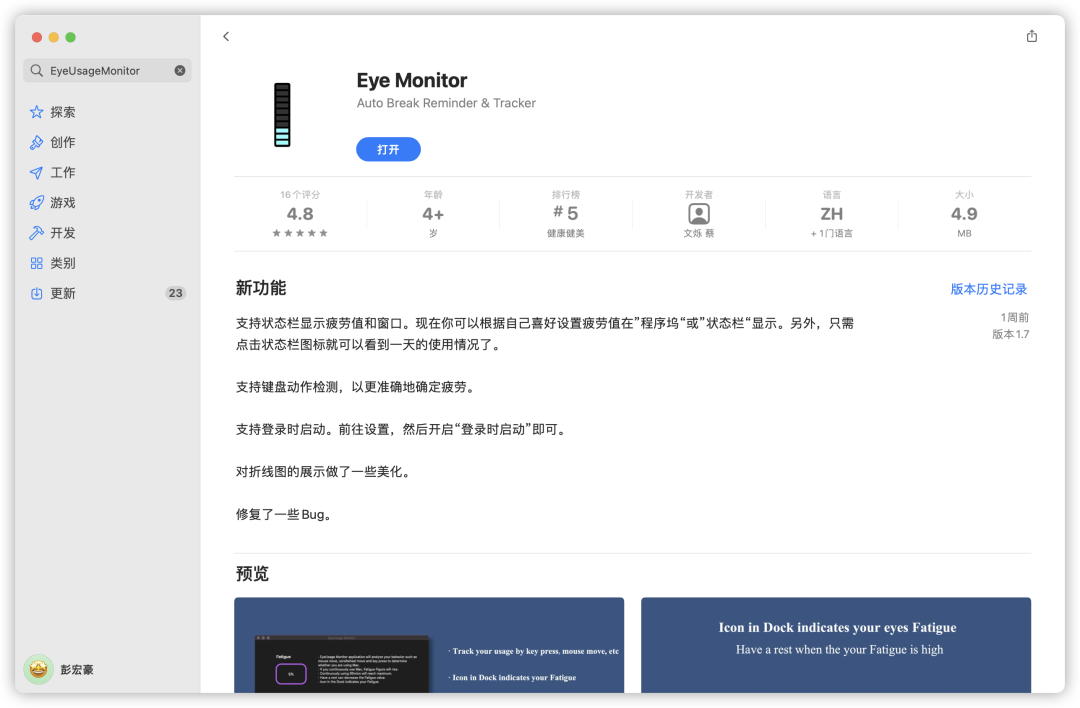 EyeUsageMonitor
探索
创作
工作
游戏
开发
类别
更新
23
彭宏豪
Eye Monitor
Auto Break Reminder & Tracker
打开
16个评分
4.8
年龄
4+
岁
排行榜
#5
健康健美
开发者
文烁 蔡
语言
ZH
+ 1门语言
大小
4.9
MB
新功能
版本历史记录
支持状态栏显示疲劳值和窗口。现在你可以根据自己喜好设置疲劳值在”程序坞“或”状态栏“显示。另外，只需
点击状态栏图标就可以看到一天的使用情况了。
支持键盘动作检测，以更准确地确定疲劳。
支持登录时启动。前往设置，然后开启“登录时启动”即可。
对折线图的展示做了一些美化。
修复了一些Bug。
1周前
版本1.7
预览
Fatigue
5%
· Track your usage by key press, mouse move, etc
· Icon in Dock indicates your Fatigue
Icon in Dock indicates your eyes Fatigue
Have a rest when the your Fatigue is high